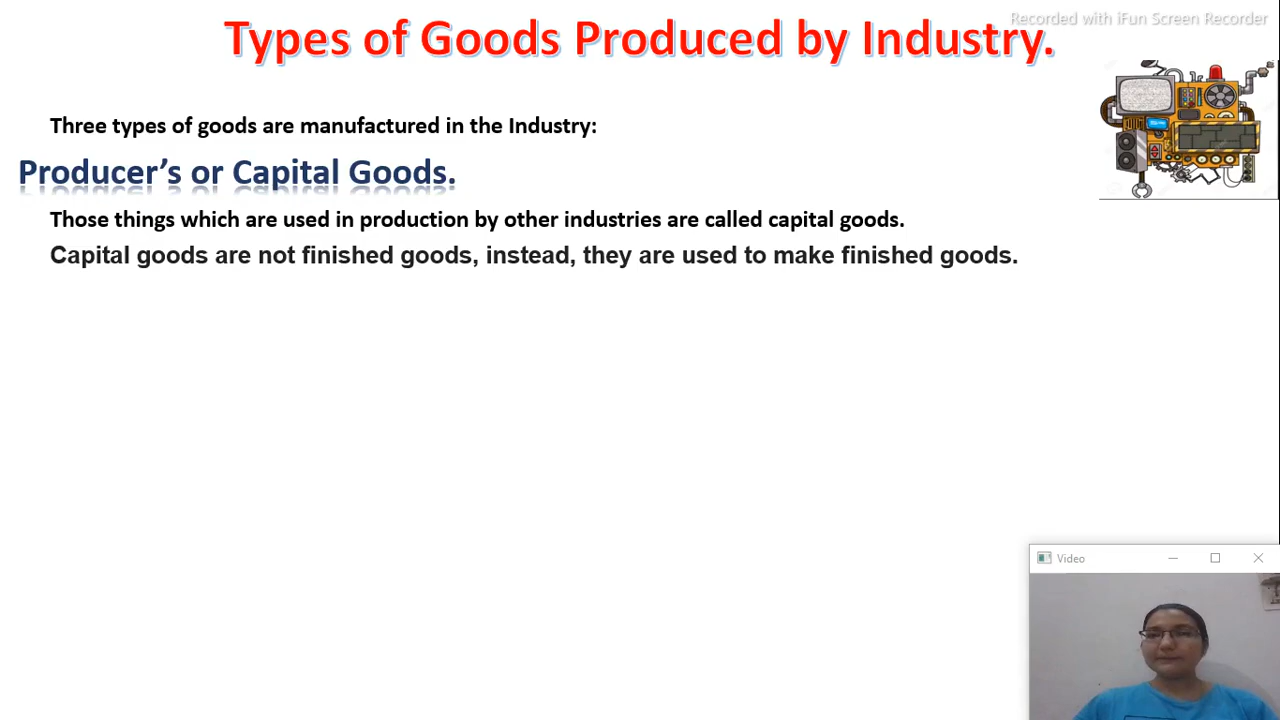 Recorded with iFun Screen Recorder
Types of Goods Produced by Industry.
Three types of goods are manufactured in the Industry:
Producer’s or Capital Goods.
Those things which are used in production by other industries are called capital goods.
Capital goods are not finished goods, instead, they are used to make finished goods.
Video